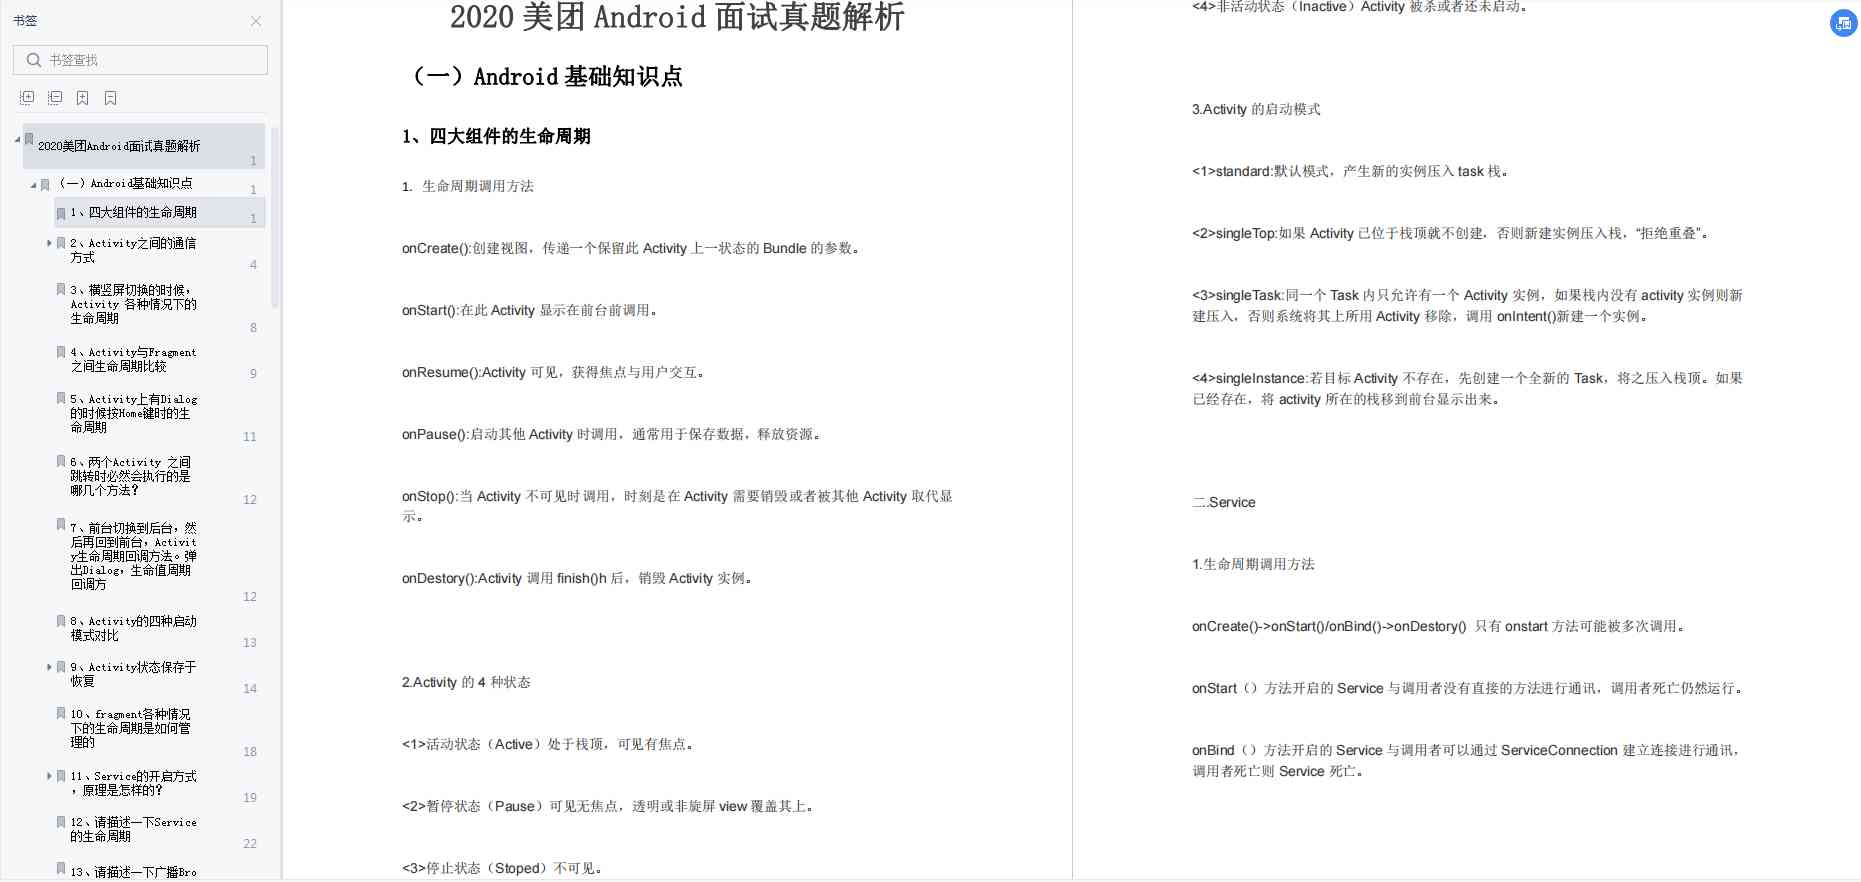 书签
书签查找
2020美团Android面试真题解析
1
（一）Android基础知识点
1
1、四大组件的生命周期
1
2、Activity之间的通信
方式
4
3、横竖屏切换的时候，
Activity 各种情况下的
生命周期
8
4、Activity与Fragment
之间生命周期比较
9
5、Activity上有Dialog
的时候按Home键时的生
命周期
11
6、两个Activity 之间
跳转时必然会执行的是
哪几个方法？
12
7、前台切换到后台，然
后再回到前台，Activit
y生命周期回调方法。弹
出Dialog，生命值周期
回调方
12
8、Activity的四种启动
模式对比
13
9、Activity状态保存于
恢复
14
10、fragment各种情况
下的生命周期是如何管
理的
18
11、Service的开启方式
，原理是怎样的？
19
12、请描述一下Service
的生命周期
22
13、请描述一下广播Bro
2020 美团 Android 面试真题解析
（一）Android 基础知识点
1、四大组件的生命周期
1. 生命周期调用方法
onCreate():创建视图，传递一个保留此 Activity 上一状态的 Bundle 的参数。
onStart():在此 Activity 显示在前台前调用。
onResume():Activity 可见，获得焦点与用户交互。
onPause():启动其他 Activity 时调用，通常用于保存数据，释放资源。
onStop():当 Activity 不可见时调用，时刻是在 Activity 需要销毁或者被其他 Activity 取代显
示。
onDestory():Activity 调用 finish()h 后，销毁 Activity 实例。
2.Activity 的 4 种状态
<1>活动状态（Active）处于栈顶，可见有焦点。
<2>暂停状态（Pause）可见无焦点，透明或非旋屏 view 覆盖其上。
<3>停止状态（Stoped）不可见。
<4>非活动状态（Inactive）Activity 被杀或者还未启动。
3.Activity 的启动模式
<1>standard:默认模式，产生新的实例压入 task 栈。
<2>singleTop:如果 Activity 已位于栈顶就不创建，否则新建实例压入栈，“拒绝重叠”。
<3>singleTask:同一个 Task 内只允许有一个 Activity 实例，如果栈内没有 activity 实例则新
建压入，否则系统将其上所用 Activity 移除，调用 onIntent()新建一个实例。
<4>singleInstance:若目标 Activity 不存在，先创建一个全新的 Task，将之压入栈顶。如果
已经存在，将 activity 所在的栈移到前台显示出来。
二.Service
1.生命周期调用方法
onCreate()->onStart()/onBind()->onDestory() 只有 onstart 方法可能被多次调用。
onStart（）方法开启的 Service 与调用者没有直接的方法进行通讯，调用者死亡仍然运行。
onBind（）方法开启的 Service 与调用者可以通过 ServiceConnection 建立连接进行通讯，
调用者死亡则 Service 死亡。